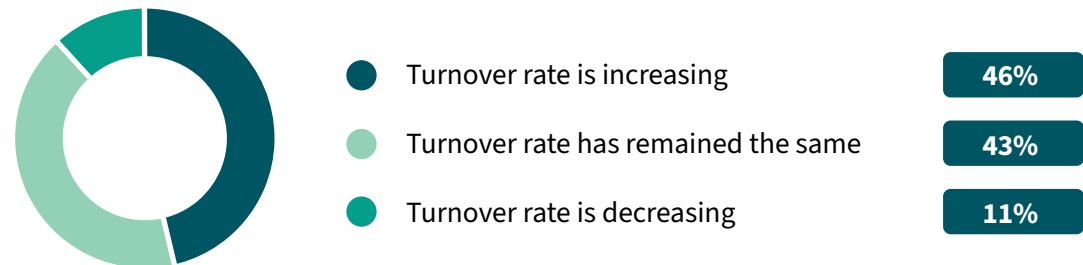 Turnover rate is increasing 46%
Turnover rate has remained the same 43%
Turnover rate is decreasing 11%